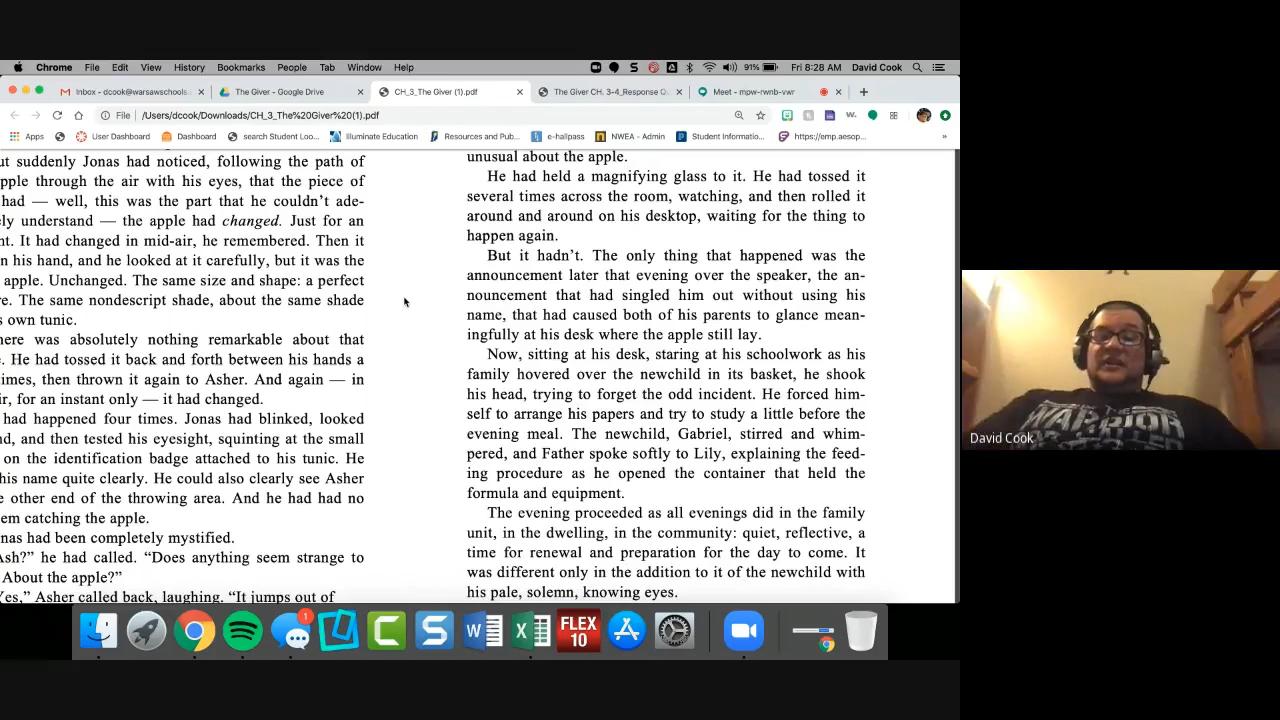 Chrome File Edit View History Bookmarks People Tab Window Help 91% Fri 8:28 AM David Cook
Inbox - dcook@warsawschools. The Giver - Google Drive CH_3_The Giver (1).pdf The Giver CH. 3-4_Response Q Meet - mpw-rwnb-vwr
File /Users/dcook/Downloads/CH_3_The%20Giver%20(1).pdf
Apps User Dashboard Dashboard search Student Loo... Illuminate Education Resources and Pub... e-hallpass NWEA - Admin Student Informatio... https://emp.aesop...
ut suddenly Jonas had noticed, following the path of
pple through the air with his eyes, that the piece of
had — well, this was the part that he couldn't ade-
ely understand — the apple had changed. Just for an
nt. It had changed in mid-air, he remembered. Then it
n his hand, and he looked at it carefully, but it was the
apple. Unchanged. The same size and shape: a perfect
re. The same nondescript shade, about the same shade
s own tunic.
here was absolutely nothing remarkable about that
e. He had tossed it back and forth between his hands a
times, then thrown it again to Asher. And again — in
ir, for an instant only — it had changed.
had happened four times. Jonas had blinked, looked
nd, and then tested his eyesight, squinting at the small
on the identification badge attached to his tunic. He
his name quite clearly. He could also clearly see Asher
e other end of the throwing area. And he had had no
em catching the apple.
onas had been completely mystified.
Ash?” he had called. “Does anything seem strange to
About the apple?”
Yes,” Asher called back, laughing. “It jumps out of
unusual about the apple.
He had held a magnifying glass to it. He had tossed it
several times across the room, watching, and then rolled it
around and around on his desktop, waiting for the thing to
happen again.
But it hadn't. The only thing that happened was the
announcement later that evening over the speaker, the an-
nouncement that had singled him out without using his
name, that had caused both of his parents to glance mean-
ingfully at his desk where the apple still lay.
Now, sitting at his desk, staring at his schoolwork as his
family hovered over the newchild in its basket, he shook
his head, trying to forget the odd incident. He forced him-
self to arrange his papers and try to study a little before the
evening meal. The newchild, Gabriel, stirred and whim-
pered, and Father spoke softly to Lily, explaining the feed-
ing procedure as he opened the container that held the
formula and equipment.
The evening proceeded as all evenings did in the family
unit, in the dwelling, in the community: quiet, reflective, a
time for renewal and preparation for the day to come. It
was different only in the addition to it of the newchild with
his pale, solemn, knowing eyes.
THE
WARRIOR
David Cook
1
FLEX
10